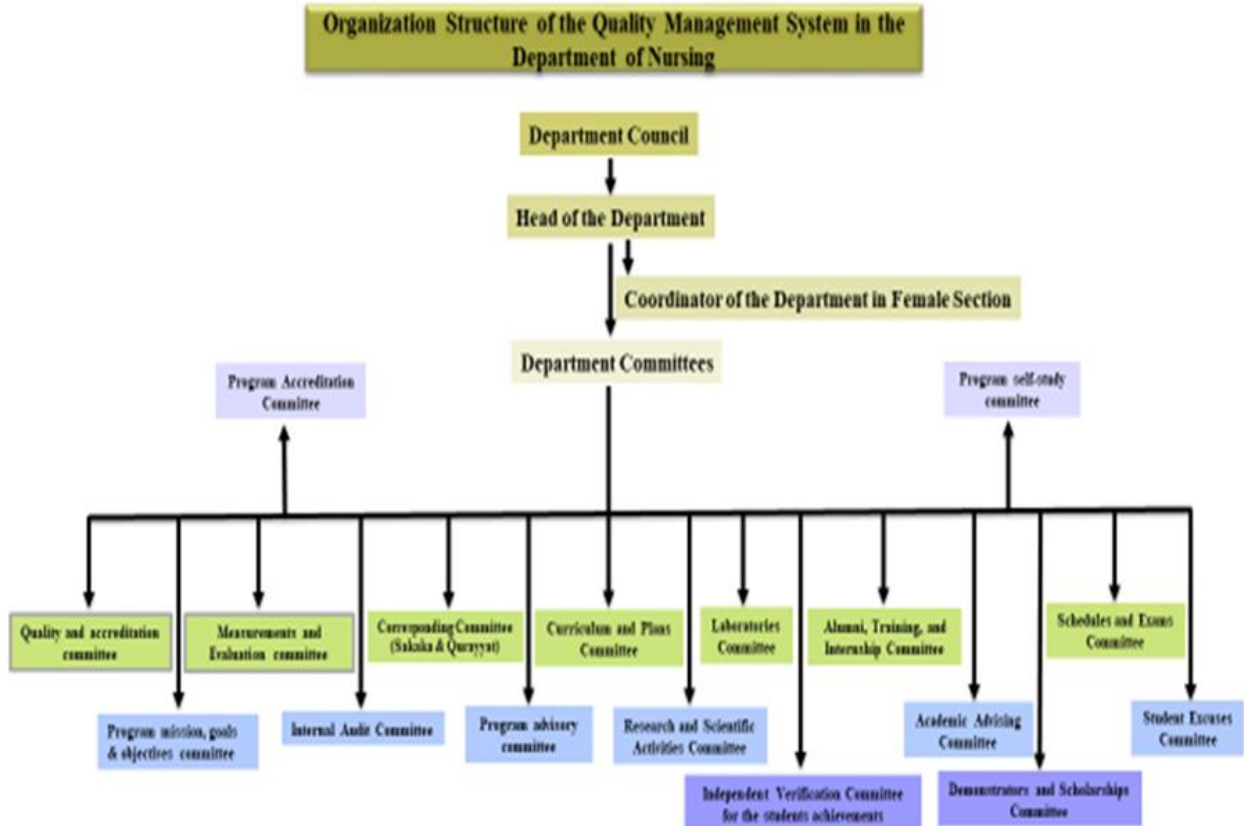 Organization Structure of the Quality Management System in the
Department of Nursing
Department Council
Head of the Department
Coordinator of the Department in Female Section
Department Committees
Program Accreditation
Committee
Program self-study
committee
Quality and accreditation
committee
Measurements and
Evaluation committee
Corresponding Committee
(Sakaka & Qurayyat)
Curriculum and Plans
Committee
Laboratories
Committee
Alumni, Training, and
Internship Committee
Schedules and Exams
Committee
Program mission, goals
& objectives committee
Internal Audit Committee
Program advisory
committee
Research and Scientific
Activities Committee
Academic Advising
Committee
Student Excuses
Committee
Independent Verification Committee
for the students achievements
Demonstrators and Scholarships
Committee